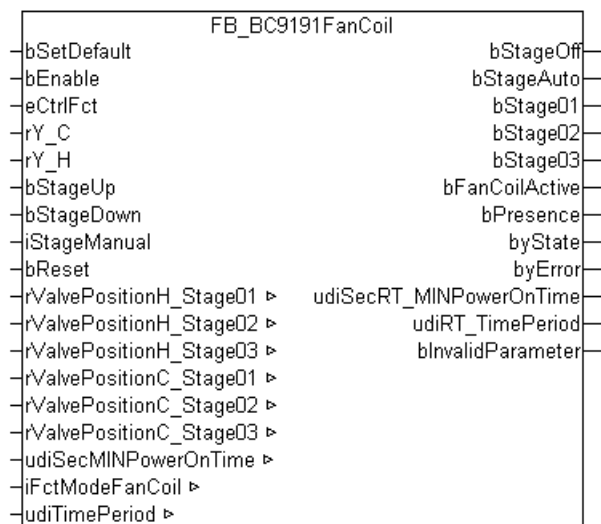 FB_BC9191FanCoil
bSetDefault bStageOff
bEnable bStageAuto
eCtrlFct bStage01
rY_C bStage02
rY_H bStage03
bStageUp bFanCoilActive
bStageDown bPresence
iStageManual byState
bReset byError
rValvePositionH_Stage01 udiSecRT_MINPowerOnTime
rValvePositionH_Stage02 udiRT_TimePeriod
rValvePositionH_Stage03 bInvalidParameter
rValvePositionC_Stage01
rValvePositionC_Stage02
rValvePositionC_Stage03
udiSecMINPowerOnTime
iFctModeFanCoil
udiTimePeriod